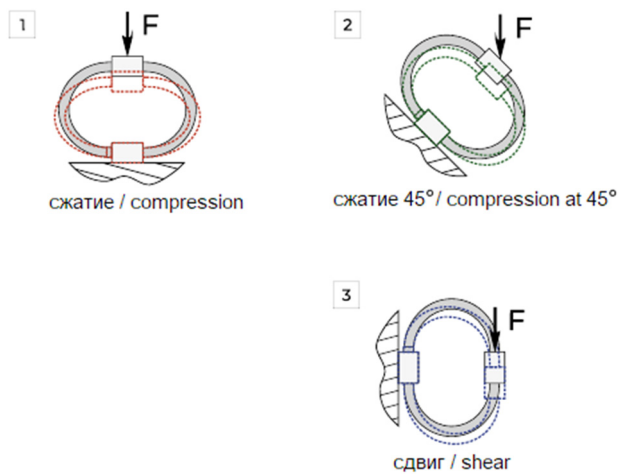 1
F
сжатие / compression
2
F
сжатие 45°/ compression at 45°
3
F
сдвиг / shear